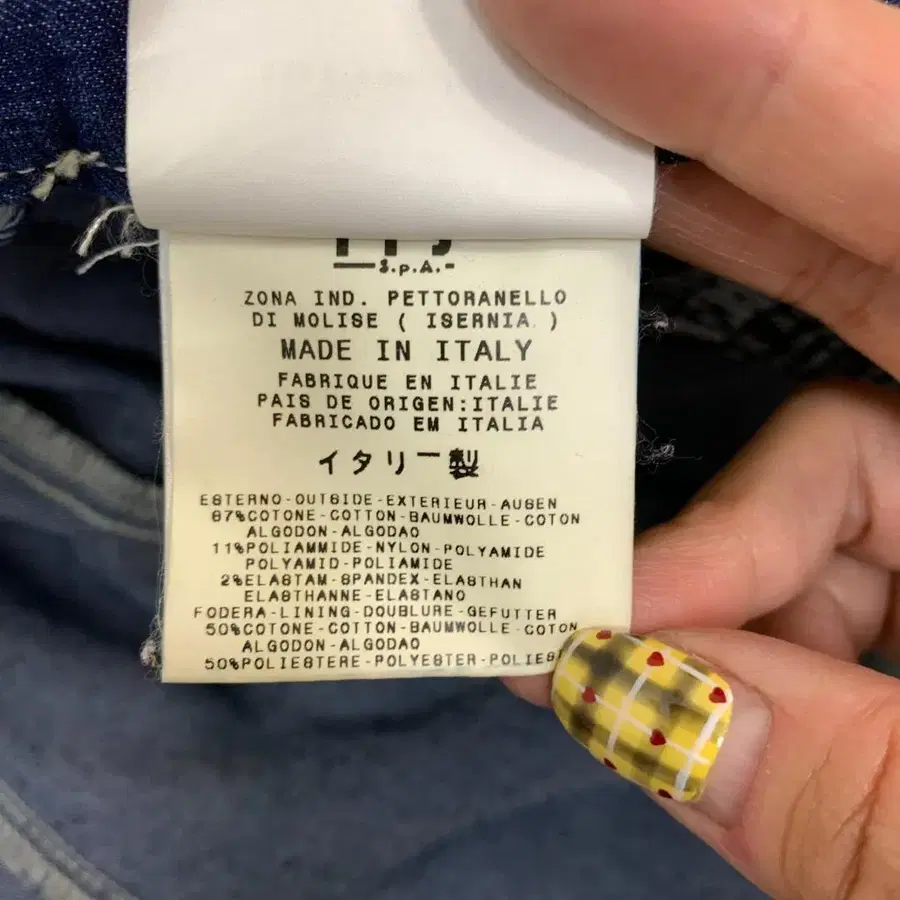 S.p.A.
ZONA IND. PETTORANELLO
DI MOLISE ( ISERNIA )
MADE IN ITALY
FABRIQUE EN ITALIE
PAIS DE ORIGEN:ITALIE
FABRICADO EM ITALIA
イタリー製
ESTERNO-OUTSIDE-EXTERIEUR-AUSEN
87%COTONE-COTTON-BAUMWOLLE-COTON
ALGODON-ALGODAO
11%POLIAMMIDE-NYLON-POLYAMIDE
POLYAMID-POLIAMIDE
2%ELASTAM-SPANDEX-ELASTHAN
ELASTHANNE-ELASTANO
FODERA-LINING-DOUBLURE-GEFUTTER
50%COTONE-COTTON-BAUMWOLLE-COTON
ALGODON-ALGODAO
50%POLIESTERE-POLYESTER-POLIES